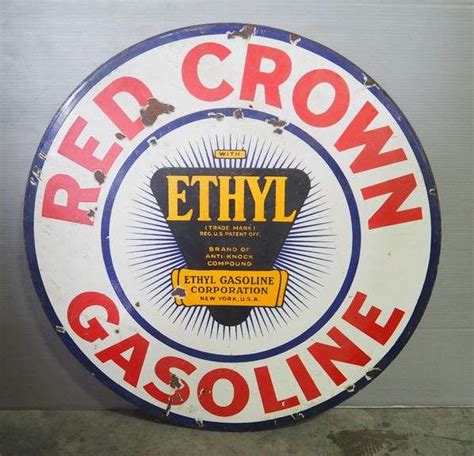 RED CROWN
WITH
ETHYL
(TRADE MARK)
REG. U.S. PATENT OFF.
BRAND OF
ANTI-KNOCK
COMPOUND
ETHYL GASOLINE
CORPORATION
NEW YORK, U.S.A.
GASOLINE